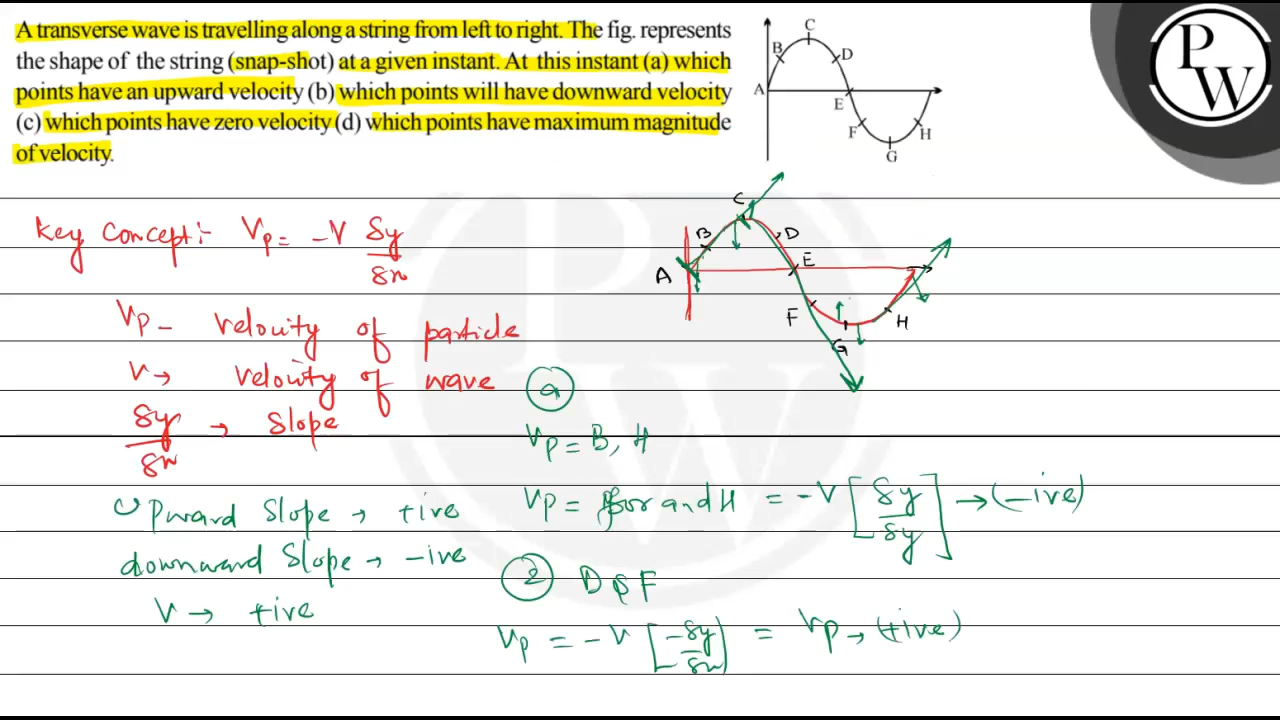 A transverse wave is travelling along a string from left to right. The fig. represents
the shape of the string (snap-shot) at a given instant. At this instant (a) which
points have an upward velocity (b) which points will have downward velocity
(c) which points have zero velocity (d) which points have maximum magnitude
of velocity.
C
B
D
A
E
F
H
G
P
W
Key Concept:- Vp = -V δy/δx
Vp - velocity of particle
V → velocity of wave
δy/δx → Slope
Upward Slope → +ive
downward Slope → -ive
V → +ive
C
B
D
A
E
F
H
G
(a)
Vp = B, H
Vp = for and H = -V [δy/δy] → (-ive)
(2) D & F
Vp = -V [-δy/δx] = Vp → (+ive)